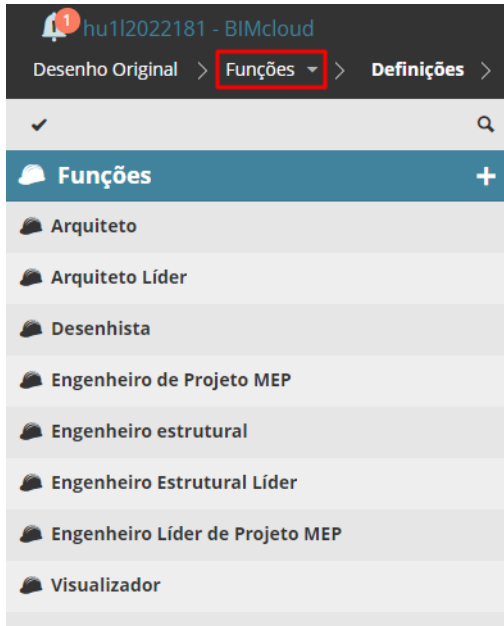 1
hu1l2022181 - BIMcloud
Desenho Original > Funções > Definições >
Funções +
Arquiteto
Arquiteto Líder
Desenhista
Engenheiro de Projeto MEP
Engenheiro estrutural
Engenheiro Estrutural Líder
Engenheiro Líder de Projeto MEP
Visualizador